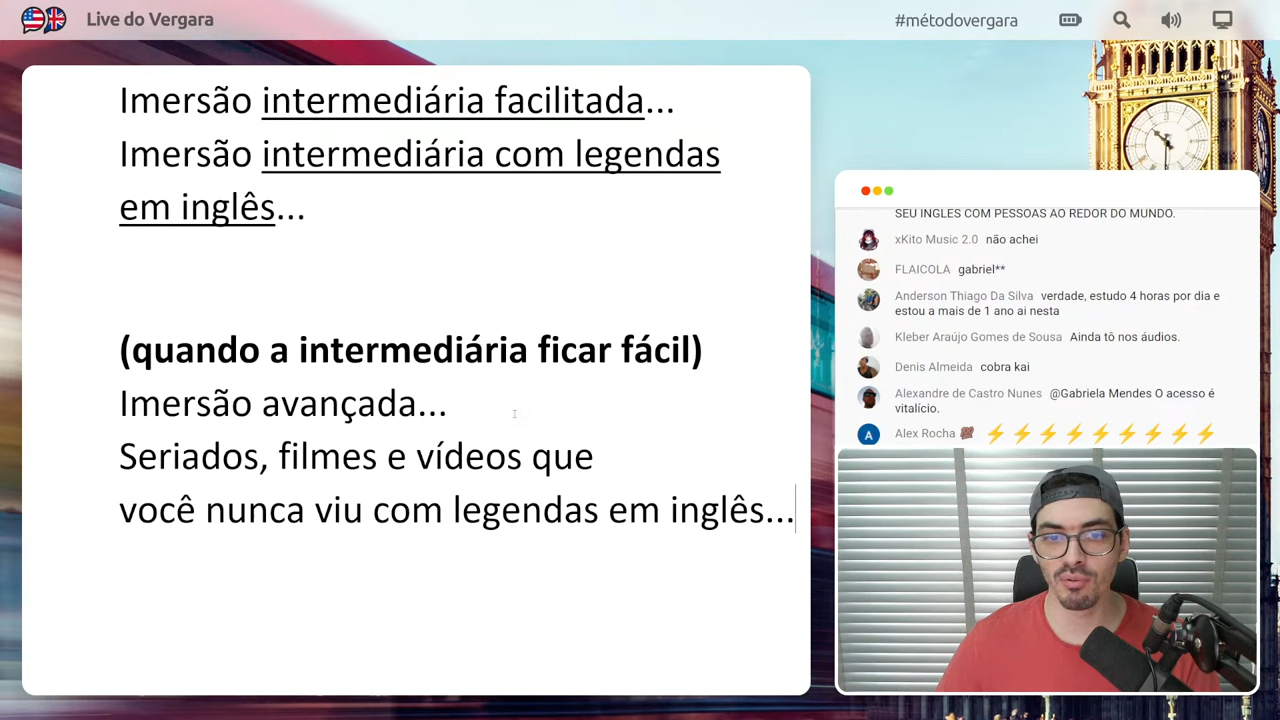 Live do Vergara
#métodovergara
Imersão intermediária facilitada...
Imersão intermediária com legendas
em inglês...
(quando a intermediária ficar fácil)
Imersão avançada...
Seriados, filmes e vídeos que
você nunca viu com legendas em inglês...
SEU INGLES COM PESSOAS AO REDOR DO MUNDO.
xKito Music 2.0 não achei
FLAICOLA gabriel**
Anderson Thiago Da Silva verdade, estudo 4 horas por dia e
estou a mais de 1 ano ai nesta
Kleber Araújo Gomes de Sousa Ainda tô nos áudios.
Denis Almeida cobra kai
Alexandre de Castro Nunes @Gabriela Mendes O acesso é
vitalício.
A Alex Rocha